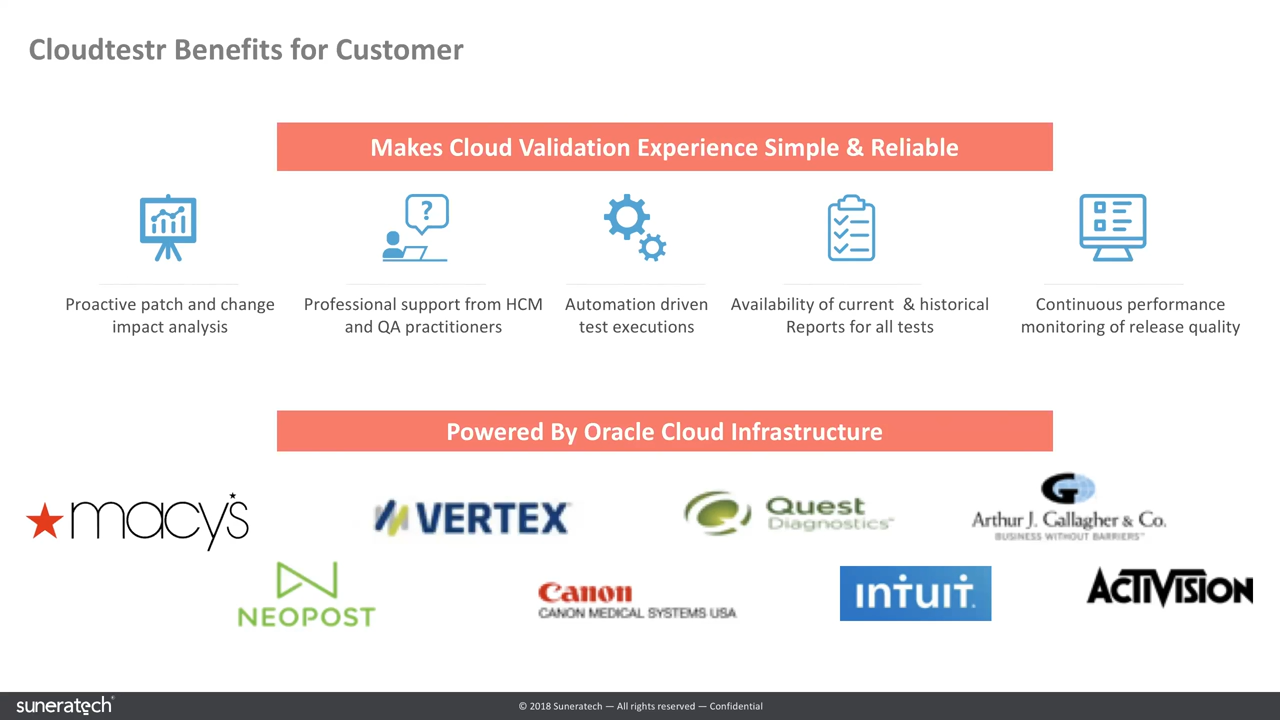 Cloudtestr Benefits for Customer
Makes Cloud Validation Experience Simple & Reliable
?
Proactive patch and change
impact analysis
Professional support from HCM
and QA practitioners
Automation driven
test executions
Availability of current & historical
Reports for all tests
Continuous performance
monitoring of release quality
Powered By Oracle Cloud Infrastructure
macy's
VERTEX
Quest
Diagnostics™
G
Arthur J. Gallagher & Co.
BUSINESS WITHOUT BARRIERS™
NEOPOST
Canon
CANON MEDICAL SYSTEMS USA
intuit.
ACTIVISION
suneratech®
© 2018 Suneratech — All rights reserved — Confidential